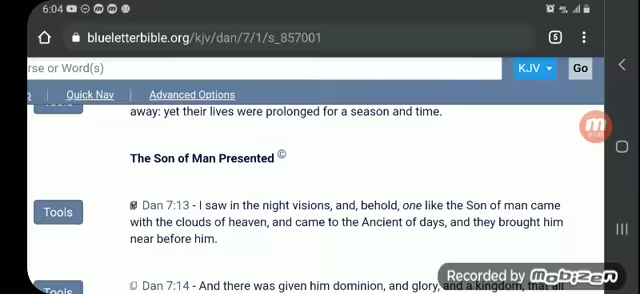 6:04
blueletterbible.org/kjv/dan/7/1/s_857001
5
rse or Word(s)
KJV
Go
Quick Nav
Advanced Options
Tools
away: yet their lives were prolonged for a season and time.
The Son of Man Presented ©
Tools
Dan 7:13 - I saw in the night visions, and, behold, one like the Son of man came
with the clouds of heaven, and came to the Ancient of days, and they brought him
near before him.
Tools
Dan 7:14 - And there was given him dominion, and glory, and a kingdom, that all
Recorded by Mobizen